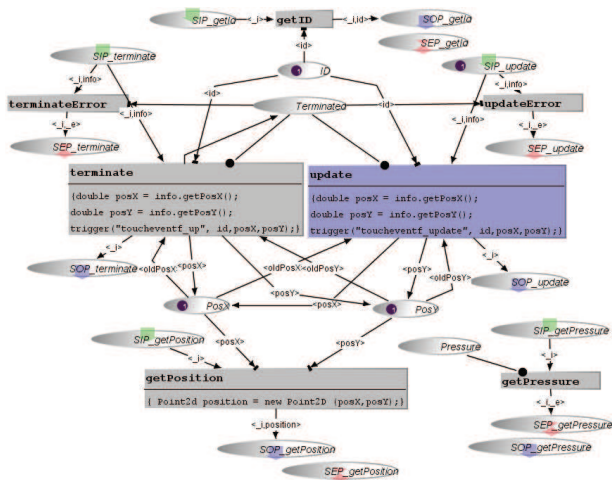 SIP_getId
<_i>
getID
<_i,id>
SOP_getId
SEP_getId
<id>
SIP_terminate
ID
SIP_update
<_i,info>
<_i,info>
<id>
<id>
terminateError
<_i,info>
Terminated
<_i,info>
updateError
<_i,_e>
<_i,_e>
SEP_terminate
SEP_update
terminate
{double posX = info.getPosX();
double posY = info.getPosY();
trigger("toucheventf_up", id,posX,posY);}
update
{double posX = info.getPosX();
double posY = info.getPosY();
trigger("toucheventf_update", id,posX,posY);}
<_i>
SOP_terminate
<oldPosX>
<posX>
<oldPosX>
<oldPosY>
<posY>
<oldPosY>
<_i>
SOP_update
<posX>
<posY>
PosX
PosY
SIP_getPosition
<_i>
<posX>
<posY>
getPosition
{ Point2d position = new Point2D (posX,posY);}
<_i,position>
SOP_getPosition
SEP_getPosition
SIP_getPressure
Pressure
<_i>
getPressure
<_i,_e>
SEP_getPressure
SOP_getPressure